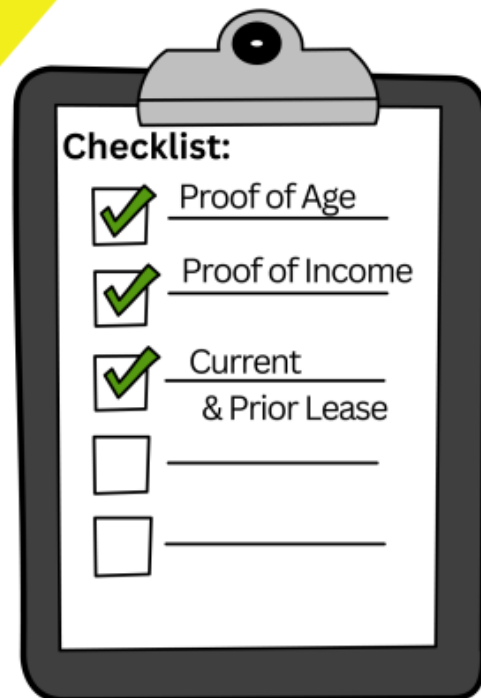 Checklist:
Proof of Age
Proof of Income
Current
& Prior Lease